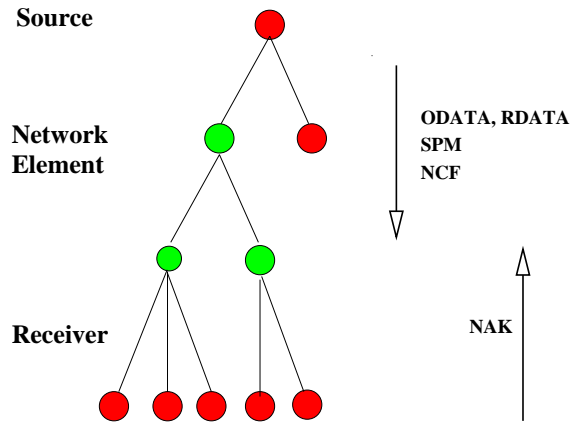 Source
Network
Element
Receiver
ODATA, RDATA
SPM
NCF
NAK